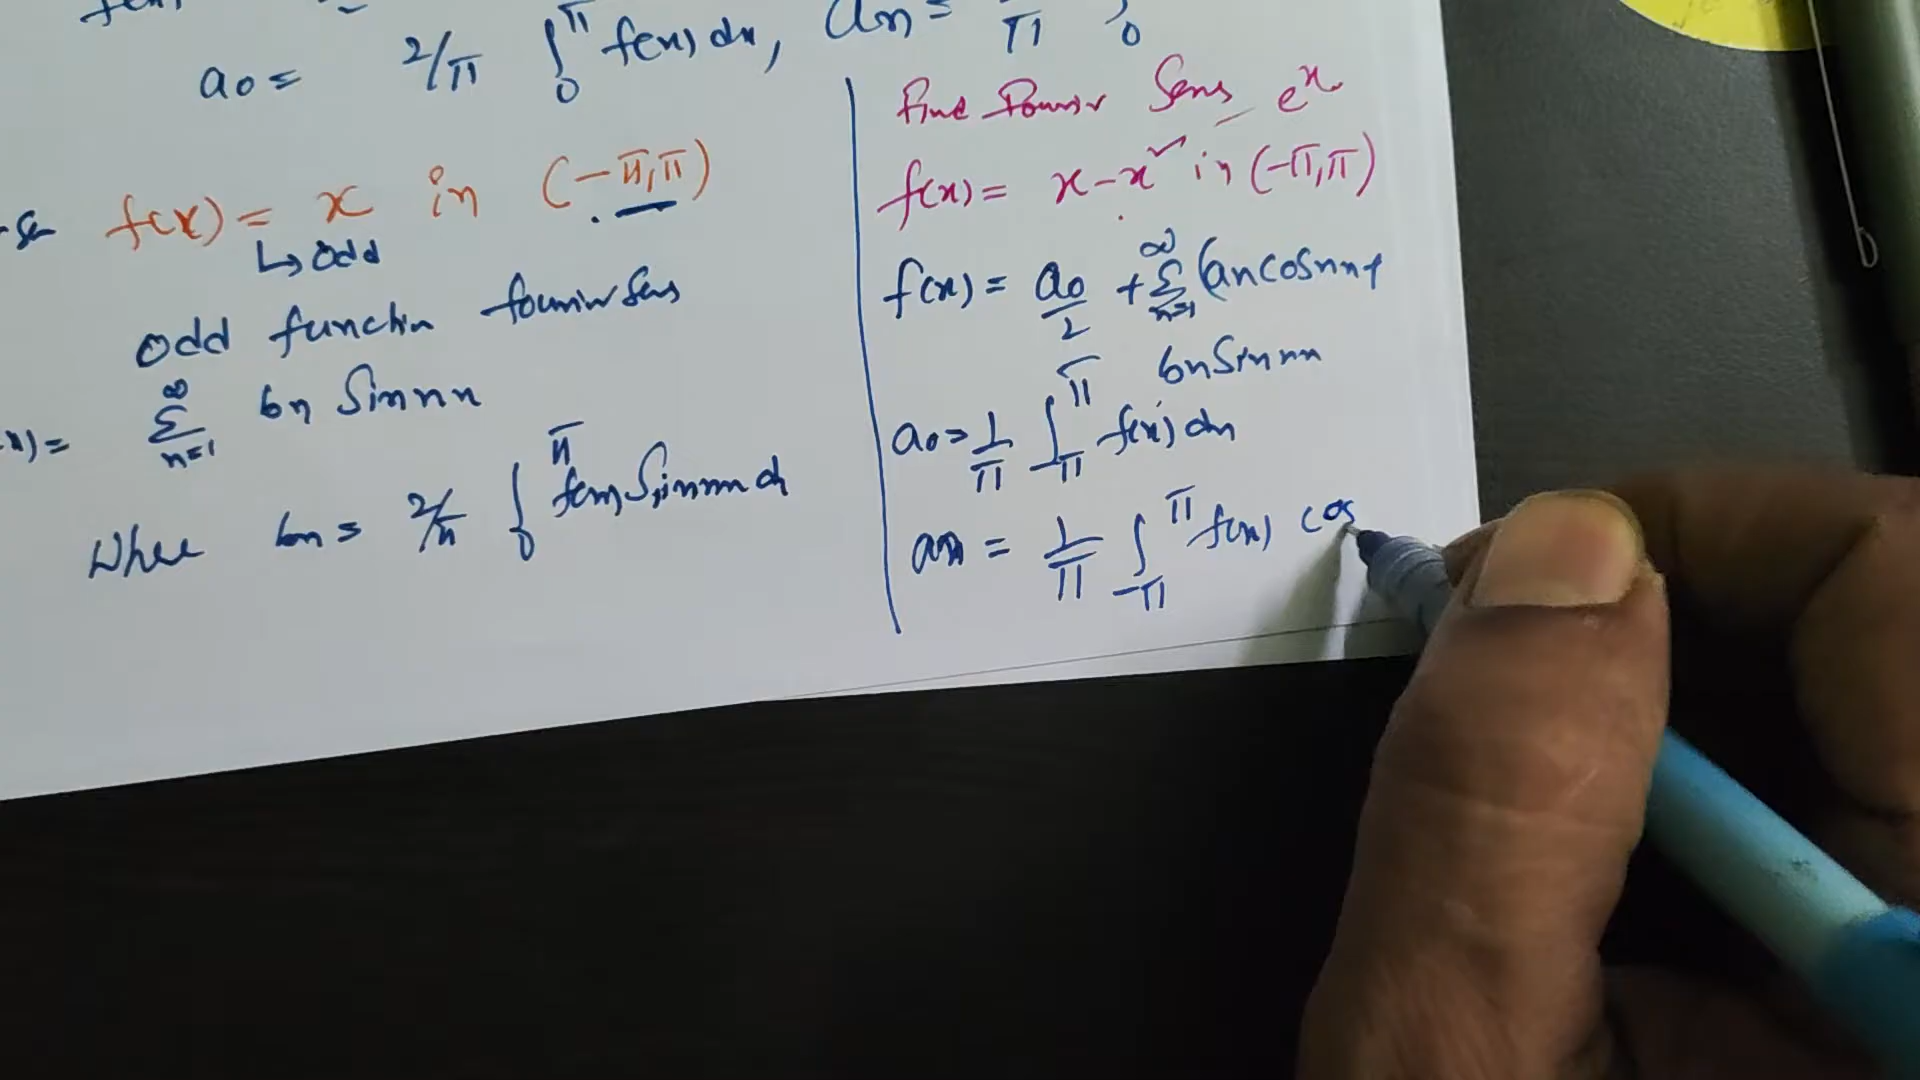 a0 = 2/π ∫0^π f(x) dx, an = π 0
f(x) = x in (-π, π)
↳ odd
odd function fourier Series
∑ n=1 ∞ bn Sin nx
Where bn = 2/π ∫0^π f(x) Sin nx dx
Find Fourier Series e^x
f(x) = x - x² in (-π, π)
f(x) = a0/2 + ∑ n=1 ∞ (an cos nx +
bn Sin nx
a0 = 1/π ∫-π^π f(x) dx
an = 1/π ∫-π^π f(x) cos